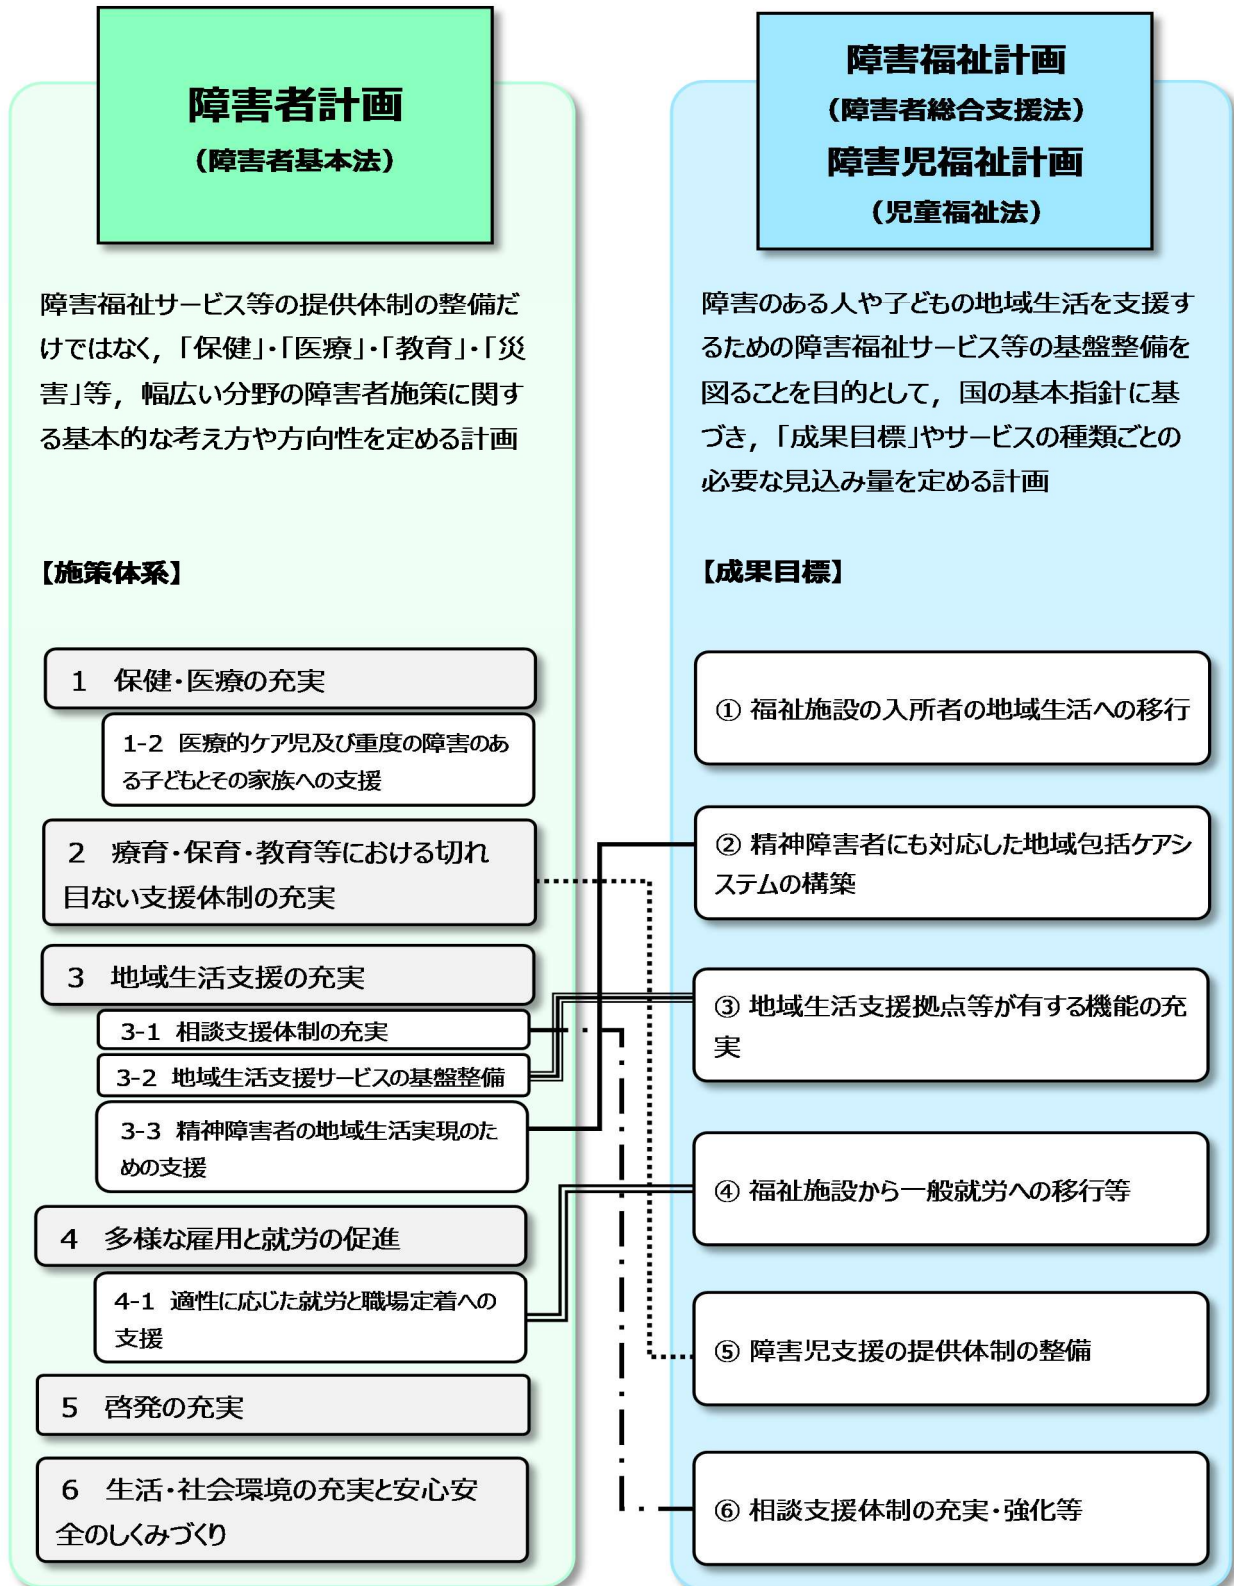 障害者計画
（障害者基本法）
障害福祉サービス等の提供体制の整備だ
けではなく，「保健」・「医療」・「教育」・「災
害」等，幅広い分野の障害者施策に関す
る基本的な考え方や方向性を定める計画
【施策体系】
1　保健・医療の充実
1-2 医療的ケア児及び重度の障害のあ
る子どもとその家族への支援
2　療育・保育・教育等における切れ
目ない支援体制の充実
3　地域生活支援の充実
3-1 相談支援体制の充実
3-2 地域生活支援サービスの基盤整備
3-3 精神障害者の地域生活実現のた
めの支援
4　多様な雇用と就労の促進
4-1 適性に応じた就労と職場定着への
支援
5　啓発の充実
6　生活・社会環境の充実と安心安
全のしくみづくり
障害福祉計画
（障害者総合支援法）
障害児福祉計画
（児童福祉法）
障害のある人や子どもの地域生活を支援す
るための障害福祉サービス等の基盤整備を
図ることを目的として，国の基本指針に基
づき，「成果目標」やサービスの種類ごとの
必要な見込み量を定める計画
【成果目標】
① 福祉施設の入所者の地域生活への移行
② 精神障害者にも対応した地域包括ケアシ
ステムの構築
③ 地域生活支援拠点等が有する機能の充
実
④ 福祉施設から一般就労への移行等
⑤ 障害児支援の提供体制の整備
⑥ 相談支援体制の充実・強化等